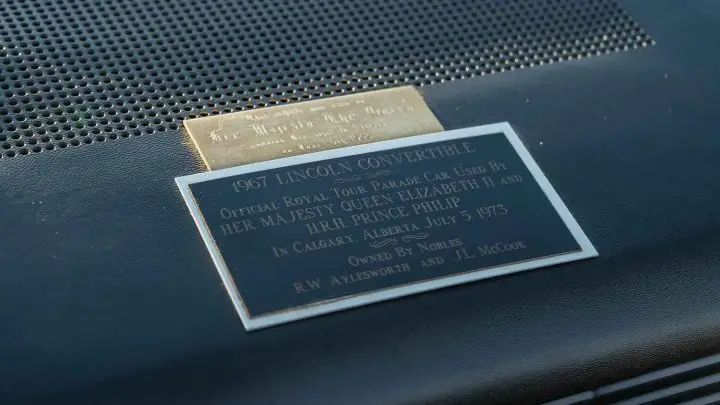 Her Majesty The Queen
1967 LINCOLN CONVERTIBLE
OFFICIAL ROYAL TOUR PARADE CAR USED BY
HER MAJESTY QUEEN ELIZABETH II AND
H.R.H. PRINCE PHILIP
IN CALGARY, ALBERTA JULY 5, 1973
OWNED BY NOBLES
R.W. AYLESWORTH AND J.L. MCCOOK